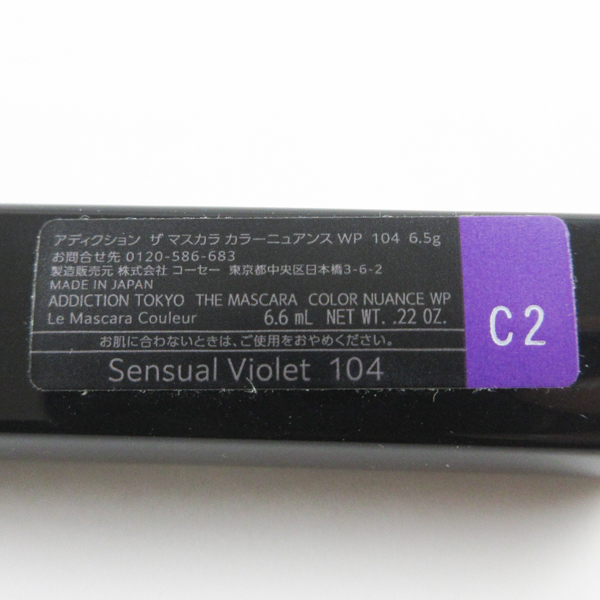 アディクション ザ マスカラ カラーニュアンス WP 104 6.5g
お問合せ先 0120-586-683
製造販売元 株式会社 コーセー 東京都中央区日本橋3-6-2
MADE IN JAPAN
ADDICTION TOKYO THE MASCARA COLOR NUANCE WP
Le Mascara Couleur 6.6 mL NET WT. .22 OZ.
お肌に合わないときは、ご使用をおやめください。
Sensual Violet 104
C2